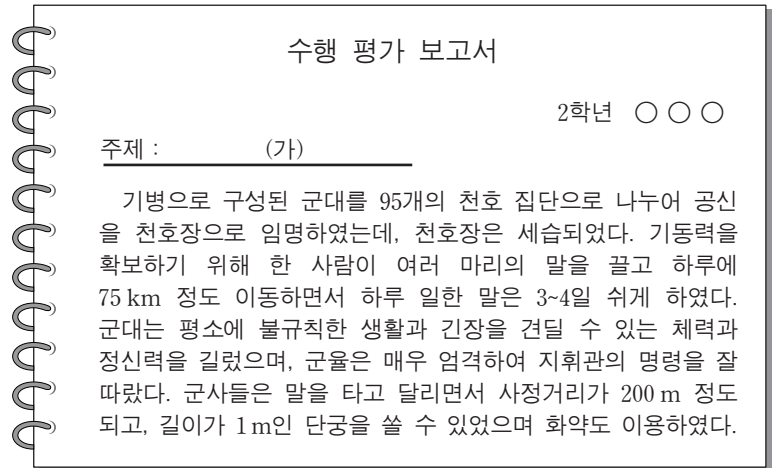 수행 평가 보고서
2학년 ○ ○ ○
주제 : (가)
기병으로 구성된 군대를 95개의 천호 집단으로 나누어 공신
을 천호장으로 임명하였는데, 천호장은 세습되었다. 기동력을
확보하기 위해 한 사람이 여러 마리의 말을 끌고 하루에
75 km 정도 이동하면서 하루 일한 말은 3~4일 쉬게 하였다.
군대는 평소에 불규칙한 생활과 긴장을 견딜 수 있는 체력과
정신력을 길렀으며, 군율은 매우 엄격하여 지휘관의 명령을 잘
따랐다. 군사들은 말을 타고 달리면서 사정거리가 200 m 정도
되고, 길이가 1 m인 단궁을 쏠 수 있었으며 화약도 이용하였다.